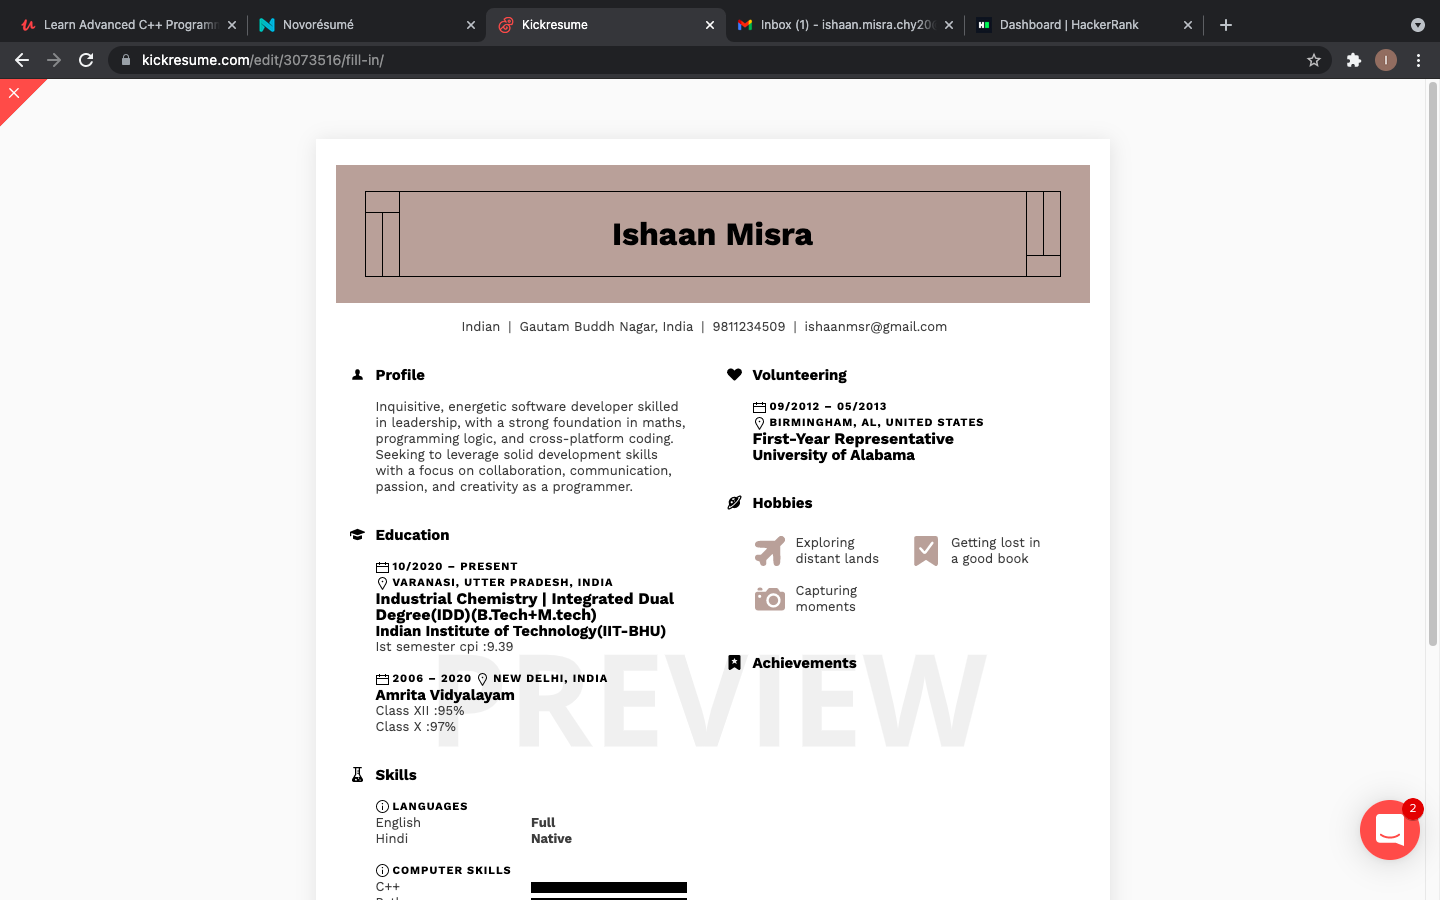 Learn Advanced C++ Programm
Novorésumé
Kickresume
Inbox (1) - ishaan.misra.chy20
Dashboard | HackerRank
kickresume.com/edit/3073516/fill-in/
I
Ishaan Misra
Indian | Gautam Buddh Nagar, India | 9811234509 | ishaanmsr@gmail.com
Profile
Inquisitive, energetic software developer skilled
in leadership, with a strong foundation in maths,
programming logic, and cross-platform coding.
Seeking to leverage solid development skills
with a focus on collaboration, communication,
passion, and creativity as a programmer.
Education
10/2020 – PRESENT
VARANASI, UTTER PRADESH, INDIA
Industrial Chemistry | Integrated Dual
Degree(IDD)(B.Tech+M.tech)
Indian Institute of Technology(IIT-BHU)
Ist semester cpi :9.39
2006 – 2020 NEW DELHI, INDIA
Amrita Vidyalayam
Class XII :95%
Class X :97%
Skills
LANGUAGES
English Full
Hindi Native
COMPUTER SKILLS
C++
Volunteering
09/2012 – 05/2013
BIRMINGHAM, AL, UNITED STATES
First-Year Representative
University of Alabama
Hobbies
Exploring
distant lands
Getting lost in
a good book
Capturing
moments
Achievements
PREVIEW
2